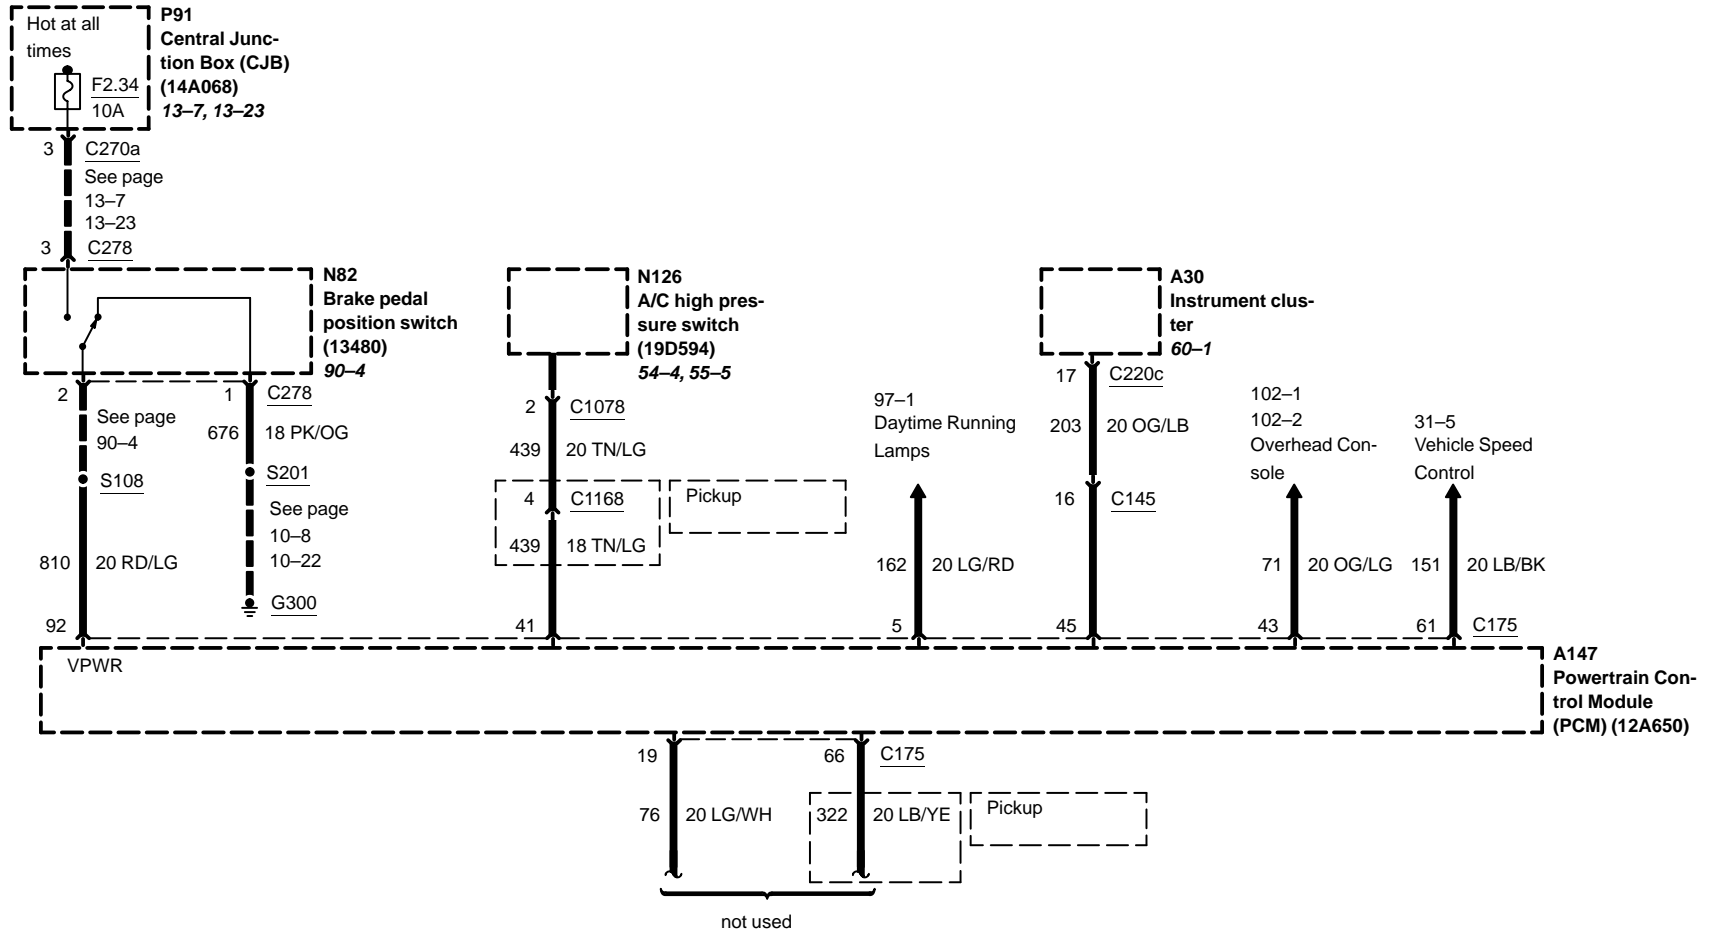 Hot at all
times
F2.34
10A
P91
Central Junc-
tion Box (CJB)
(14A068)
13–7, 13–23
3
C270a
See page
13–7
13–23
3
C278
N82
Brake pedal
position switch
(13480)
90–4
2
See page
90–4
S108
810
20 RD/LG
92
1
C278
676
18 PK/OG
S201
See page
10–8
10–22
G300
N126
A/C high pres-
sure switch
(19D594)
54–4, 55–5
2
C1078
439
20 TN/LG
4
C1168
439
18 TN/LG
Pickup
41
97–1
Daytime Running
Lamps
162
20 LG/RD
5
A30
Instrument clus-
ter
60–1
17
C220c
203
20 OG/LB
16
C145
45
102–1
102–2
Overhead Con-
sole
71
20 OG/LG
43
31–5
Vehicle Speed
Control
151
20 LB/BK
61
C175
VPWR
A147
Powertrain Con-
trol Module
(PCM) (12A650)
19
66
C175
76
20 LG/WH
322
20 LB/YE
Pickup
not used